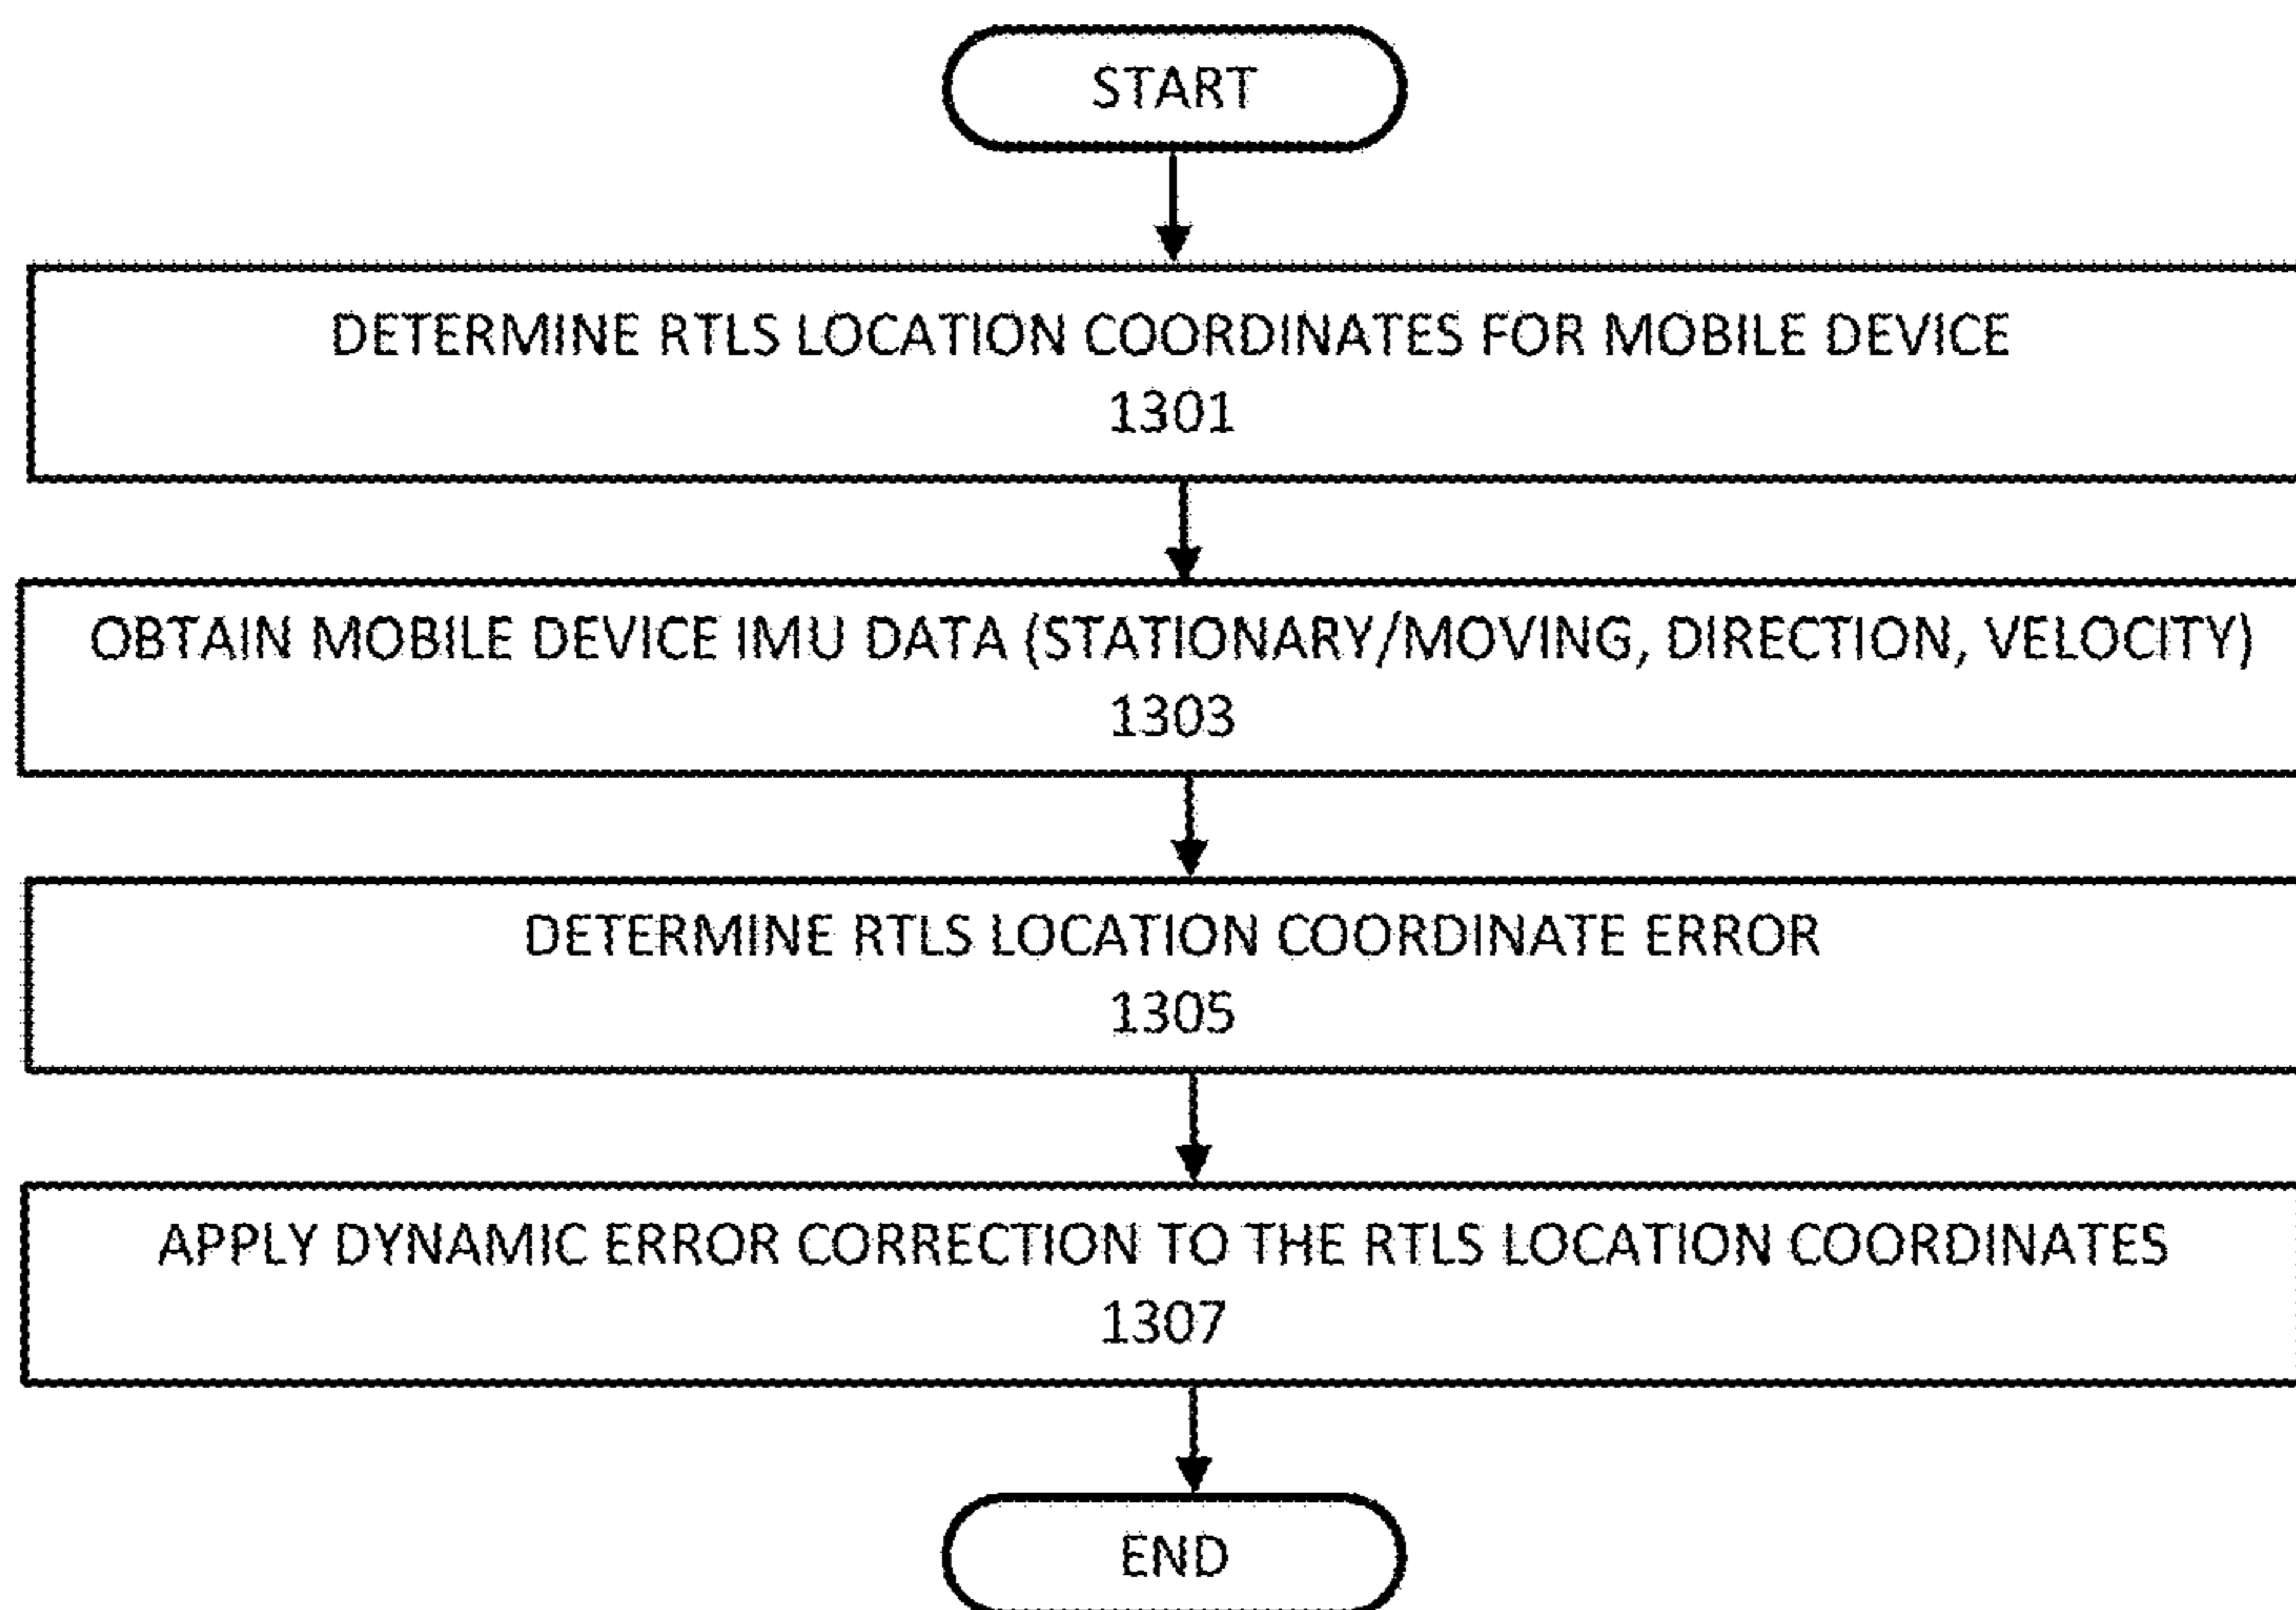 START
DETERMINE RTLS LOCATION COORDINATES FOR MOBILE DEVICE
1301
OBTAIN MOBILE DEVICE IMU DATA (STATIONARY/MOVING, DIRECTION, VELOCITY)
1303
DETERMINE RTLS LOCATION COORDINATE ERROR
1305
APPLY DYNAMIC ERROR CORRECTION TO THE RTLS LOCATION COORDINATES
1307
END